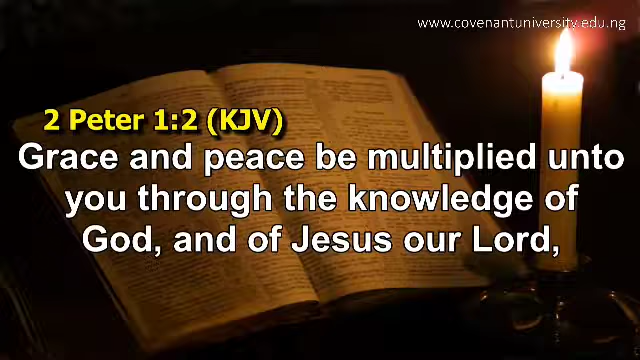 www.covenantuniversity.edu.ng
2 Peter 1:2 (KJV)
Grace and peace be multiplied unto
you through the knowledge of
God, and of Jesus our Lord,